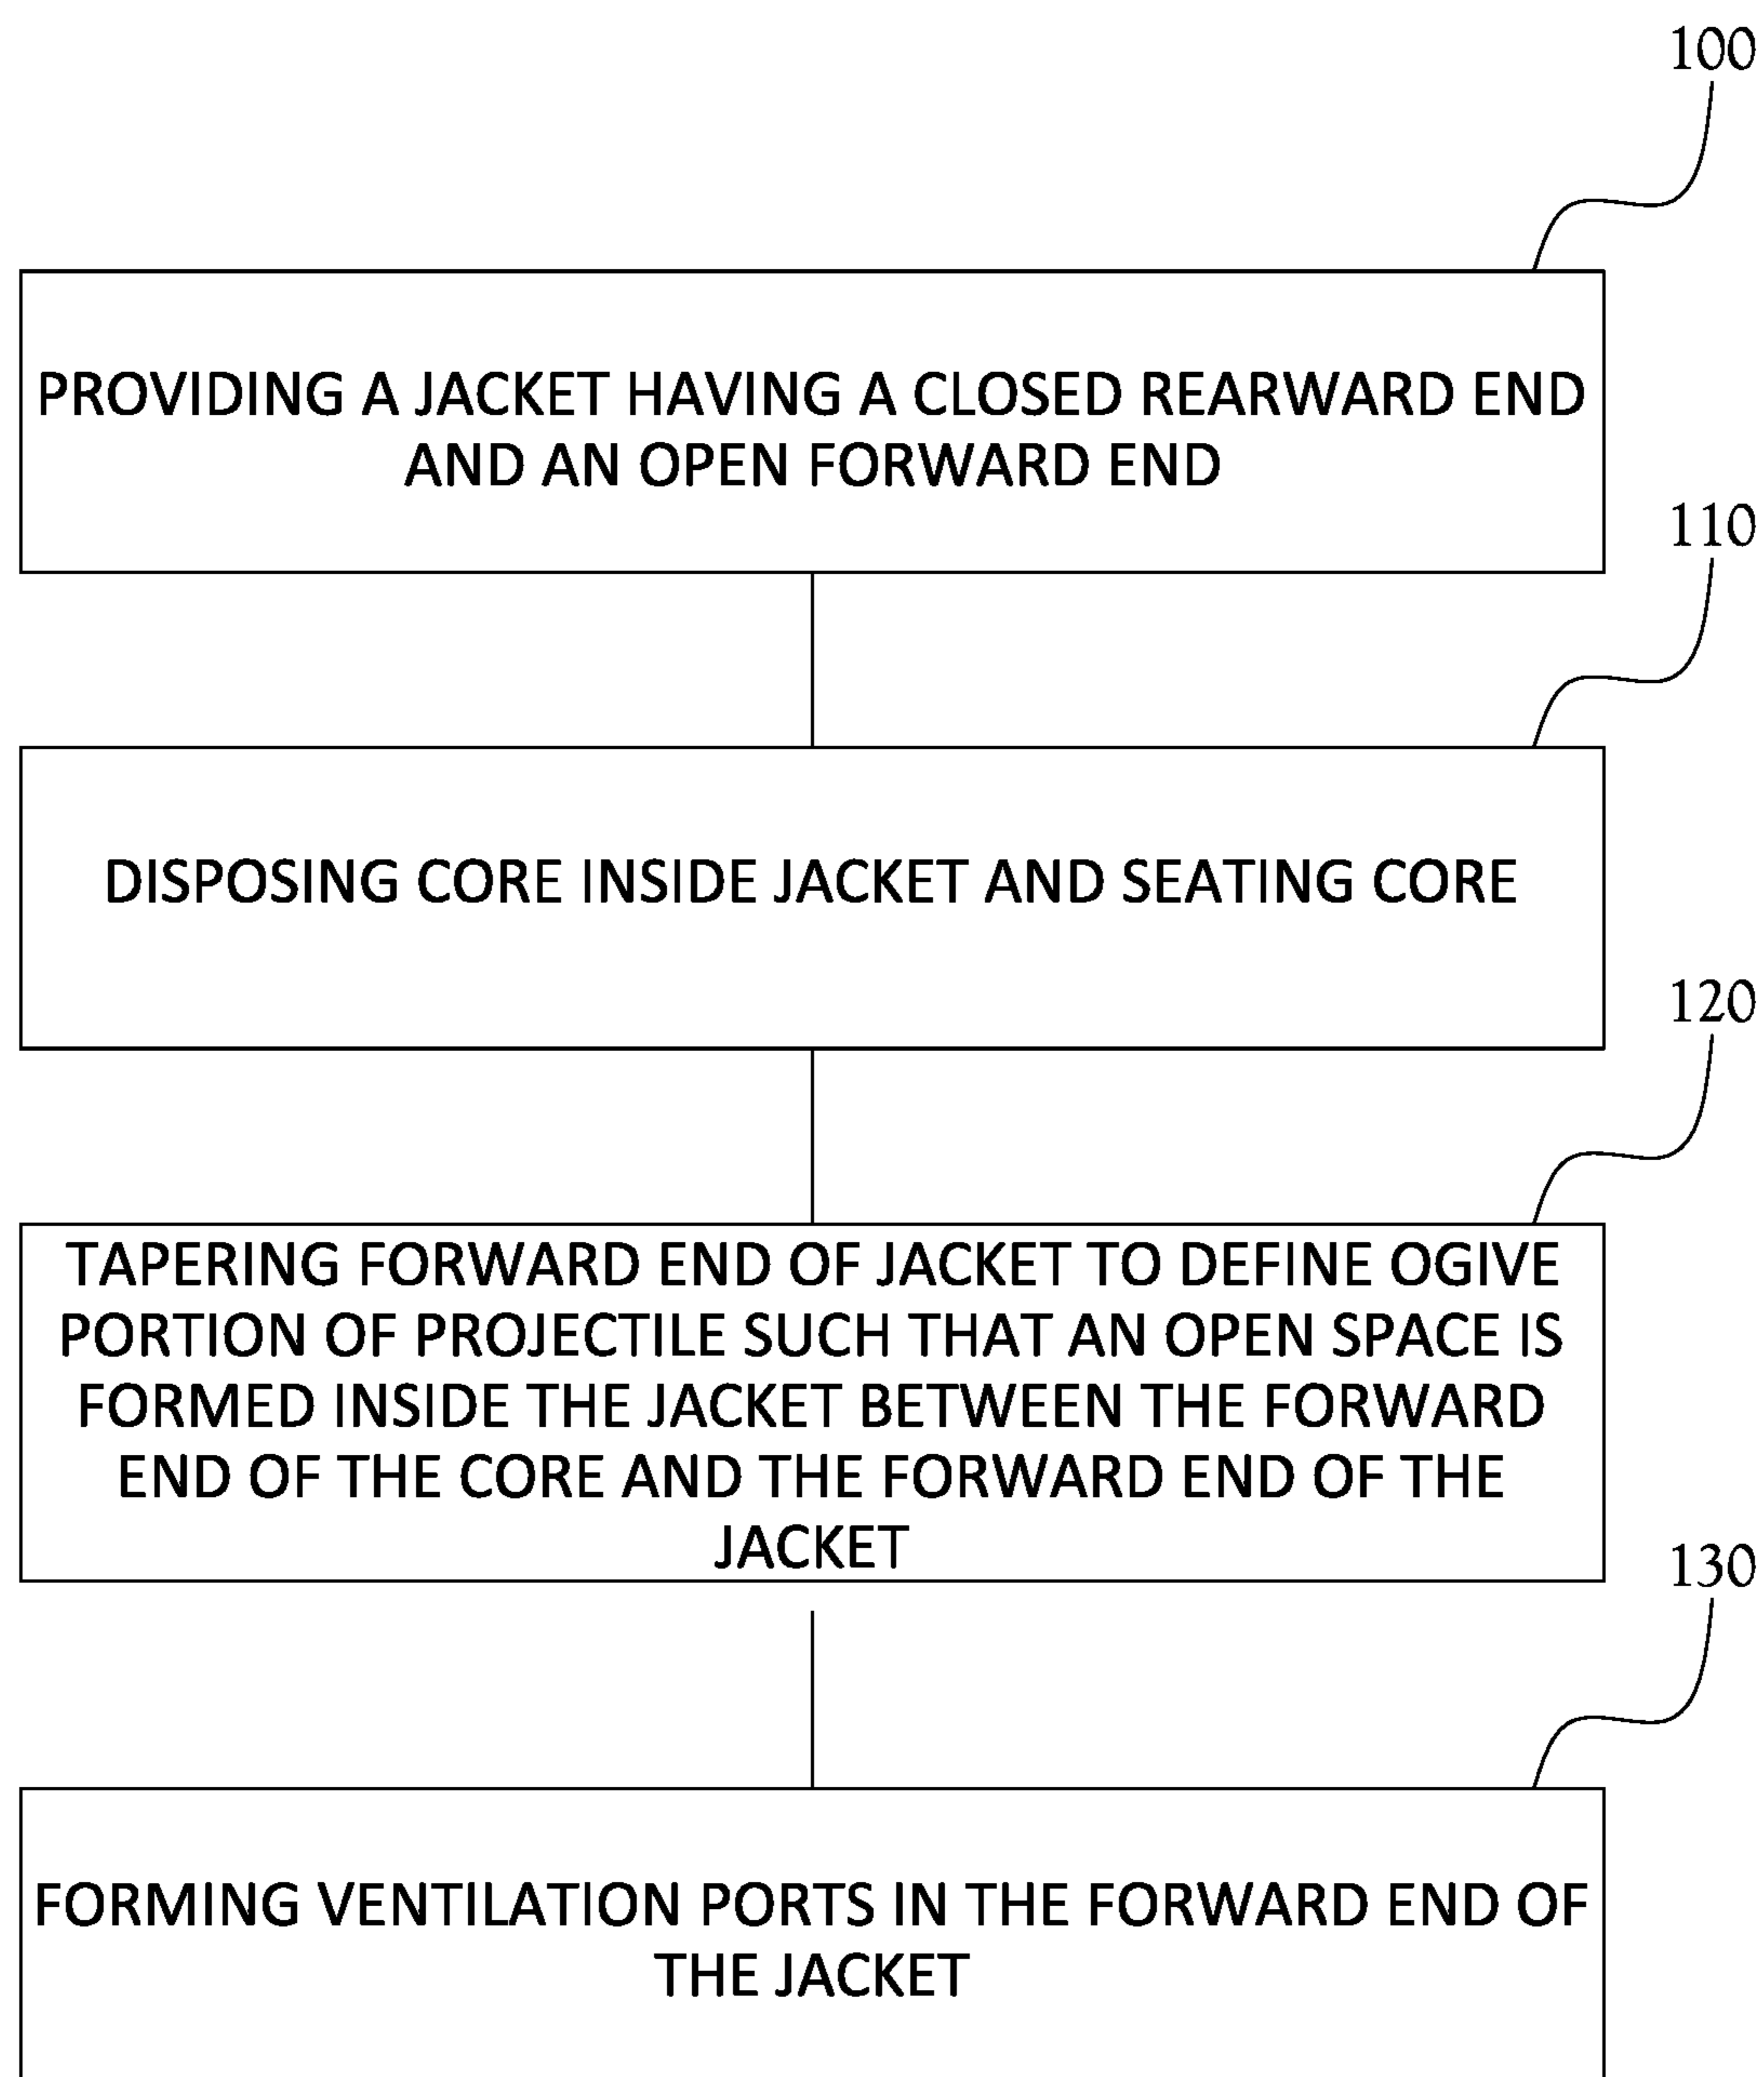 100
PROVIDING A JACKET HAVING A CLOSED REARWARD END
AND AN OPEN FORWARD END
110
DISPOSING CORE INSIDE JACKET AND SEATING CORE
120
TAPERING FORWARD END OF JACKET TO DEFINE OGIVE
PORTION OF PROJECTILE SUCH THAT AN OPEN SPACE IS
FORMED INSIDE THE JACKET BETWEEN THE FORWARD
END OF THE CORE AND THE FORWARD END OF THE
JACKET
130
FORMING VENTILATION PORTS IN THE FORWARD END OF
THE JACKET